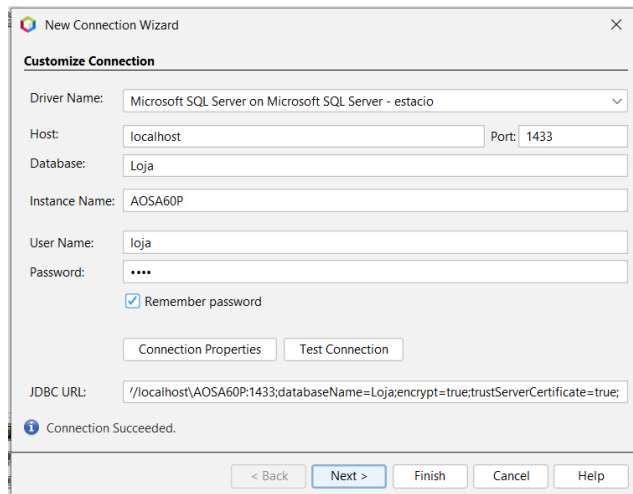 New Connection Wizard
Customize Connection
Driver Name: Microsoft SQL Server on Microsoft SQL Server - estacio
Host: localhost Port: 1433
Database: Loja
Instance Name: AOSA60P
User Name: loja
Password: ••••
Remember password
Connection Properties Test Connection
JDBC URL: '/localhost\AOSA60P:1433;databaseName=Loja;encrypt=true;trustServerCertificate=true;
Connection Succeeded.
< Back Next > Finish Cancel Help